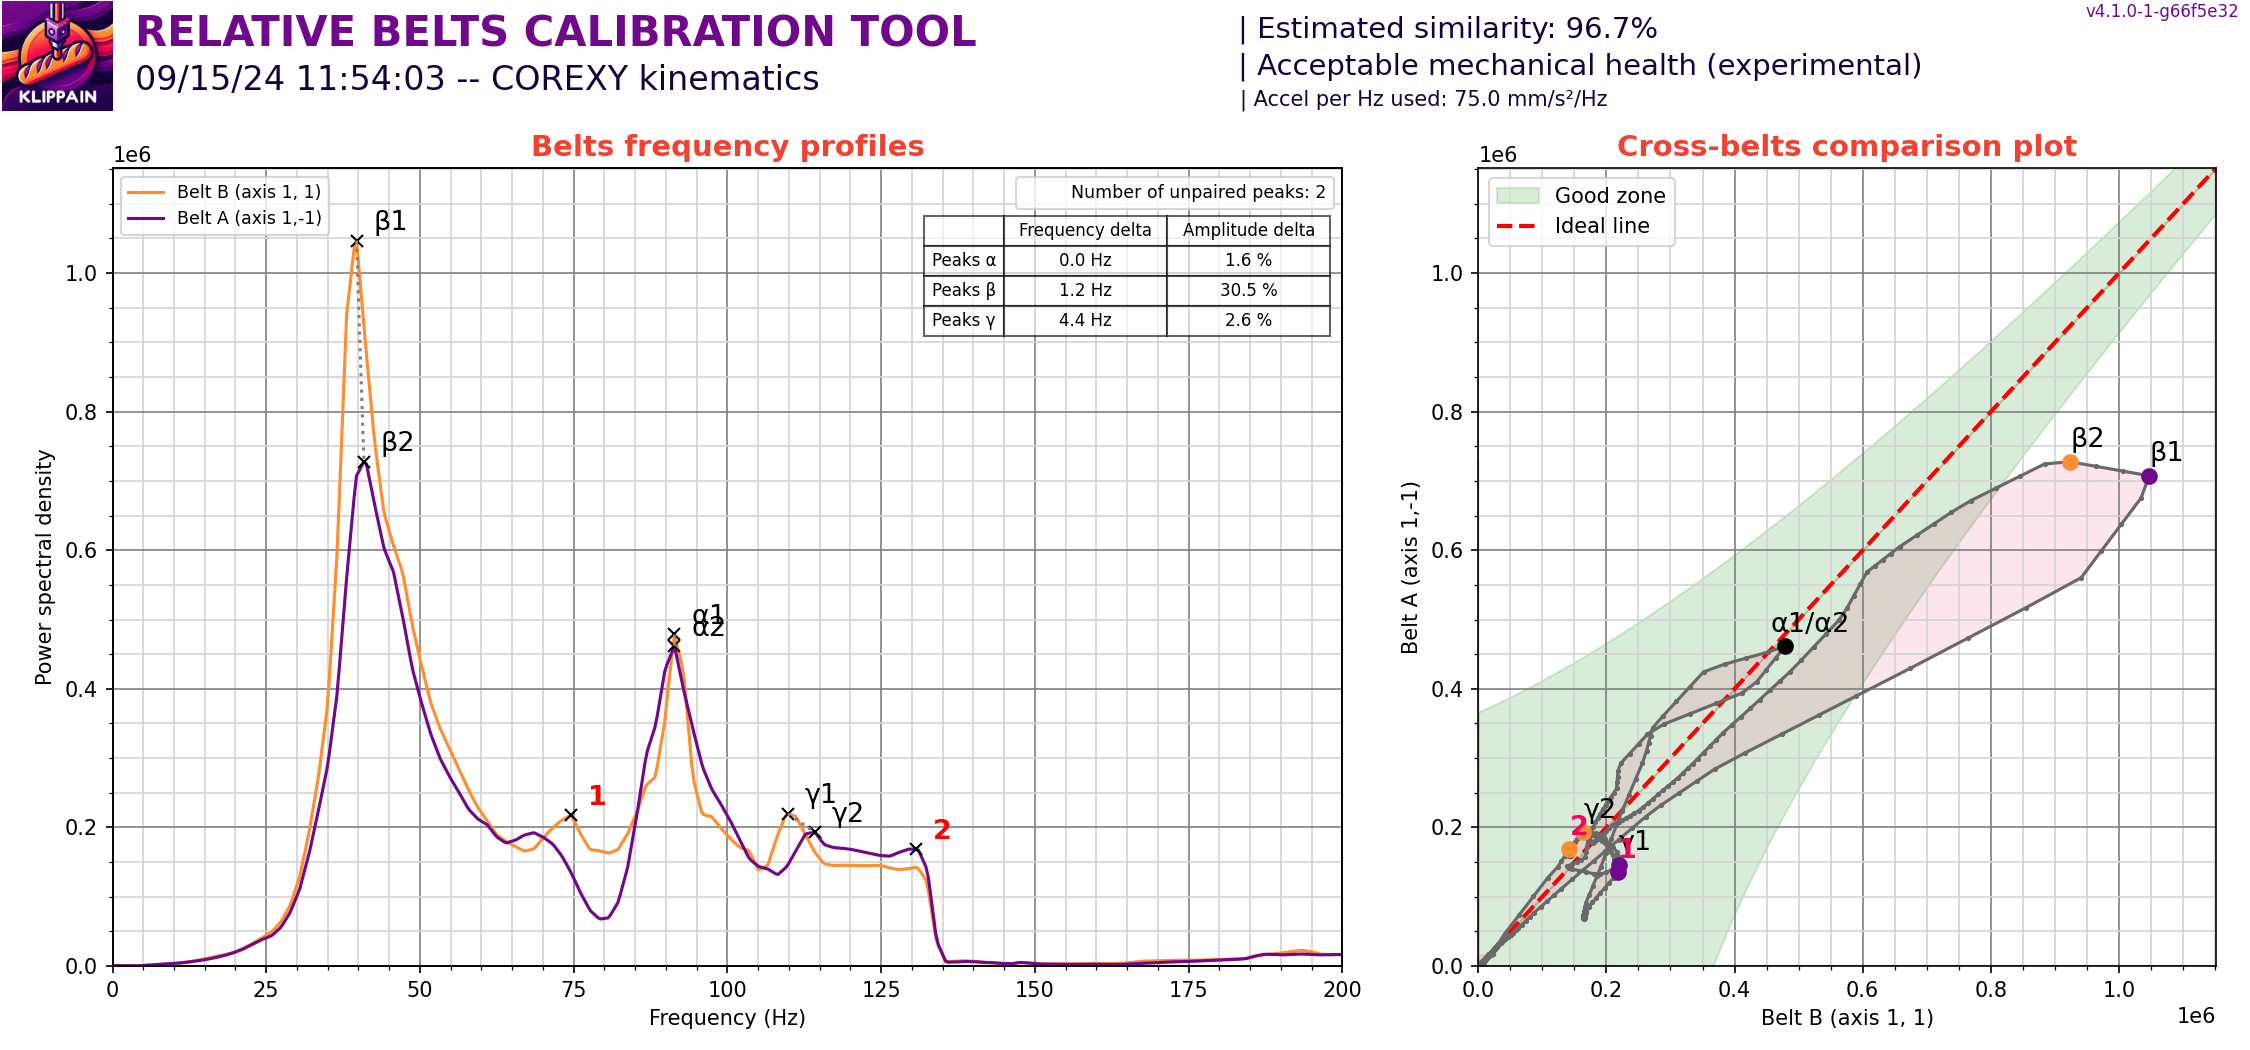 KLIPPAIN
RELATIVE BELTS CALIBRATION TOOL
09/15/24 11:54:03 -- COREXY kinematics
| Estimated similarity: 96.7%
| Acceptable mechanical health (experimental)
| Accel per Hz used: 75.0 mm/s²/Hz
v4.1.0-1-g66f5e32
Belts frequency profiles
1e6
Belt B (axis 1, 1)
Belt A (axis 1,-1)
Number of unpaired peaks: 2
Frequency delta Amplitude delta
Peaks α 0.0 Hz 1.6 %
Peaks β 1.2 Hz 30.5 %
Peaks γ 4.4 Hz 2.6 %
β1
β2
α1
α2
1
γ1
γ2
2
1.0
0.8
0.6
0.4
0.2
0.0
Power spectral density
0 25 50 75 100 125 150 175 200
Frequency (Hz)
Cross-belts comparison plot
1e6
Good zone
Ideal line
β2
β1
α1/α2
γ2
2
γ1
1
1.0
0.8
0.6
0.4
0.2
0.0
Belt A (axis 1,-1)
0.0 0.2 0.4 0.6 0.8 1.0
Belt B (axis 1, 1)
1e6